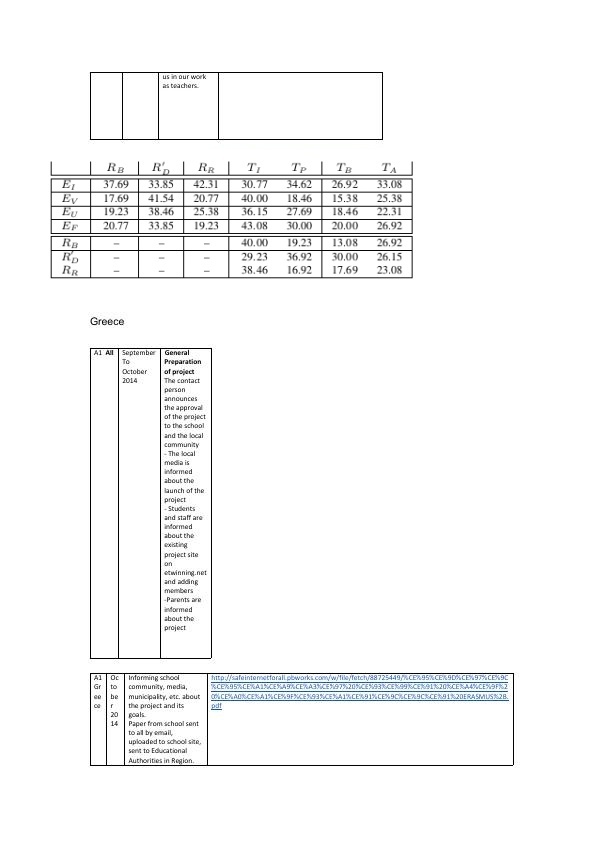 us in our work
as teachers.
R_B R'_D R_R T_I T_P T_B T_A
E_I 37.69 33.85 42.31 30.77 34.62 26.92 33.08
E_V 17.69 41.54 20.77 40.00 18.46 15.38 25.38
E_U 19.23 38.46 25.38 36.15 27.69 18.46 22.31
E_F 20.77 33.85 19.23 43.08 30.00 20.00 26.92
R_B – – – 40.00 19.23 13.08 26.92
R'_D – – – 29.23 36.92 30.00 26.15
R_R – – – 38.46 16.92 17.69 23.08
Greece
A1 All
September
To
October
2014
General
Preparation
of project
The contact
person
announces
the approval
of the project
to the school
and the local
community
- The local
media is
informed
about the
launch of the
project
- Students
and staff are
informed
about the
existing
project site
on
etwinning.net
and adding
members
-Parents are
informed
about the
project
A1
Gr
ee
ce
Oc
to
be
r
20
14
Informing school
community, media,
municipality, etc. about
the project and its
goals.
Paper from school sent
to all by email,
uploaded to school site,
sent to Educational
Authorities in Region.
http://safeinternetforall.pbworks.com/w/file/fetch/88725449/%CE%95%CE%9D%CE%97%CE%9C
%CE%95%CE%A1%CE%A9%CE%A3%CE%97%20%CE%93%CE%99%CE%91%20%CE%A4%CE%9F%2
0%CE%A0%CE%A1%CE%9F%CE%93%CE%A1%CE%91%CE%9C%CE%9C%CE%91%20ERASMUS%2B.
pdf